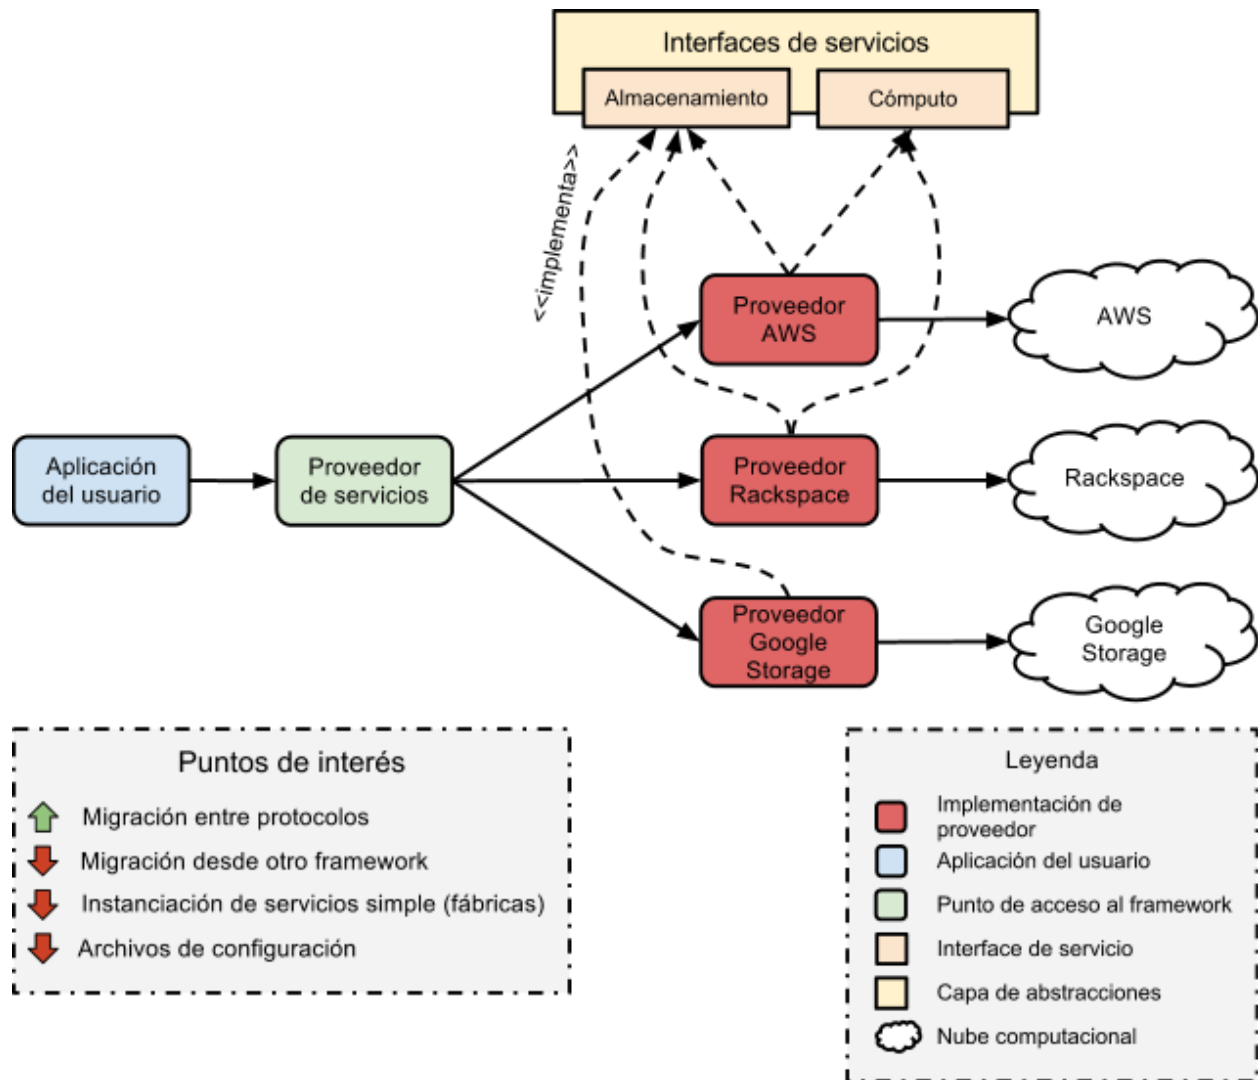 Interfaces de servicios
Almacenamiento
Cómputo
<<implementa>>
Proveedor
AWS
AWS
Aplicación
del usuario
Proveedor
de servicios
Proveedor
Rackspace
Rackspace
Proveedor
Google
Storage
Google
Storage
Puntos de interés
Migración entre protocolos
Migración desde otro framework
Instanciación de servicios simple (fábricas)
Archivos de configuración
Leyenda
Implementación de
proveedor
Aplicación del usuario
Punto de acceso al framework
Interface de servicio
Capa de abstracciones
Nube computacional